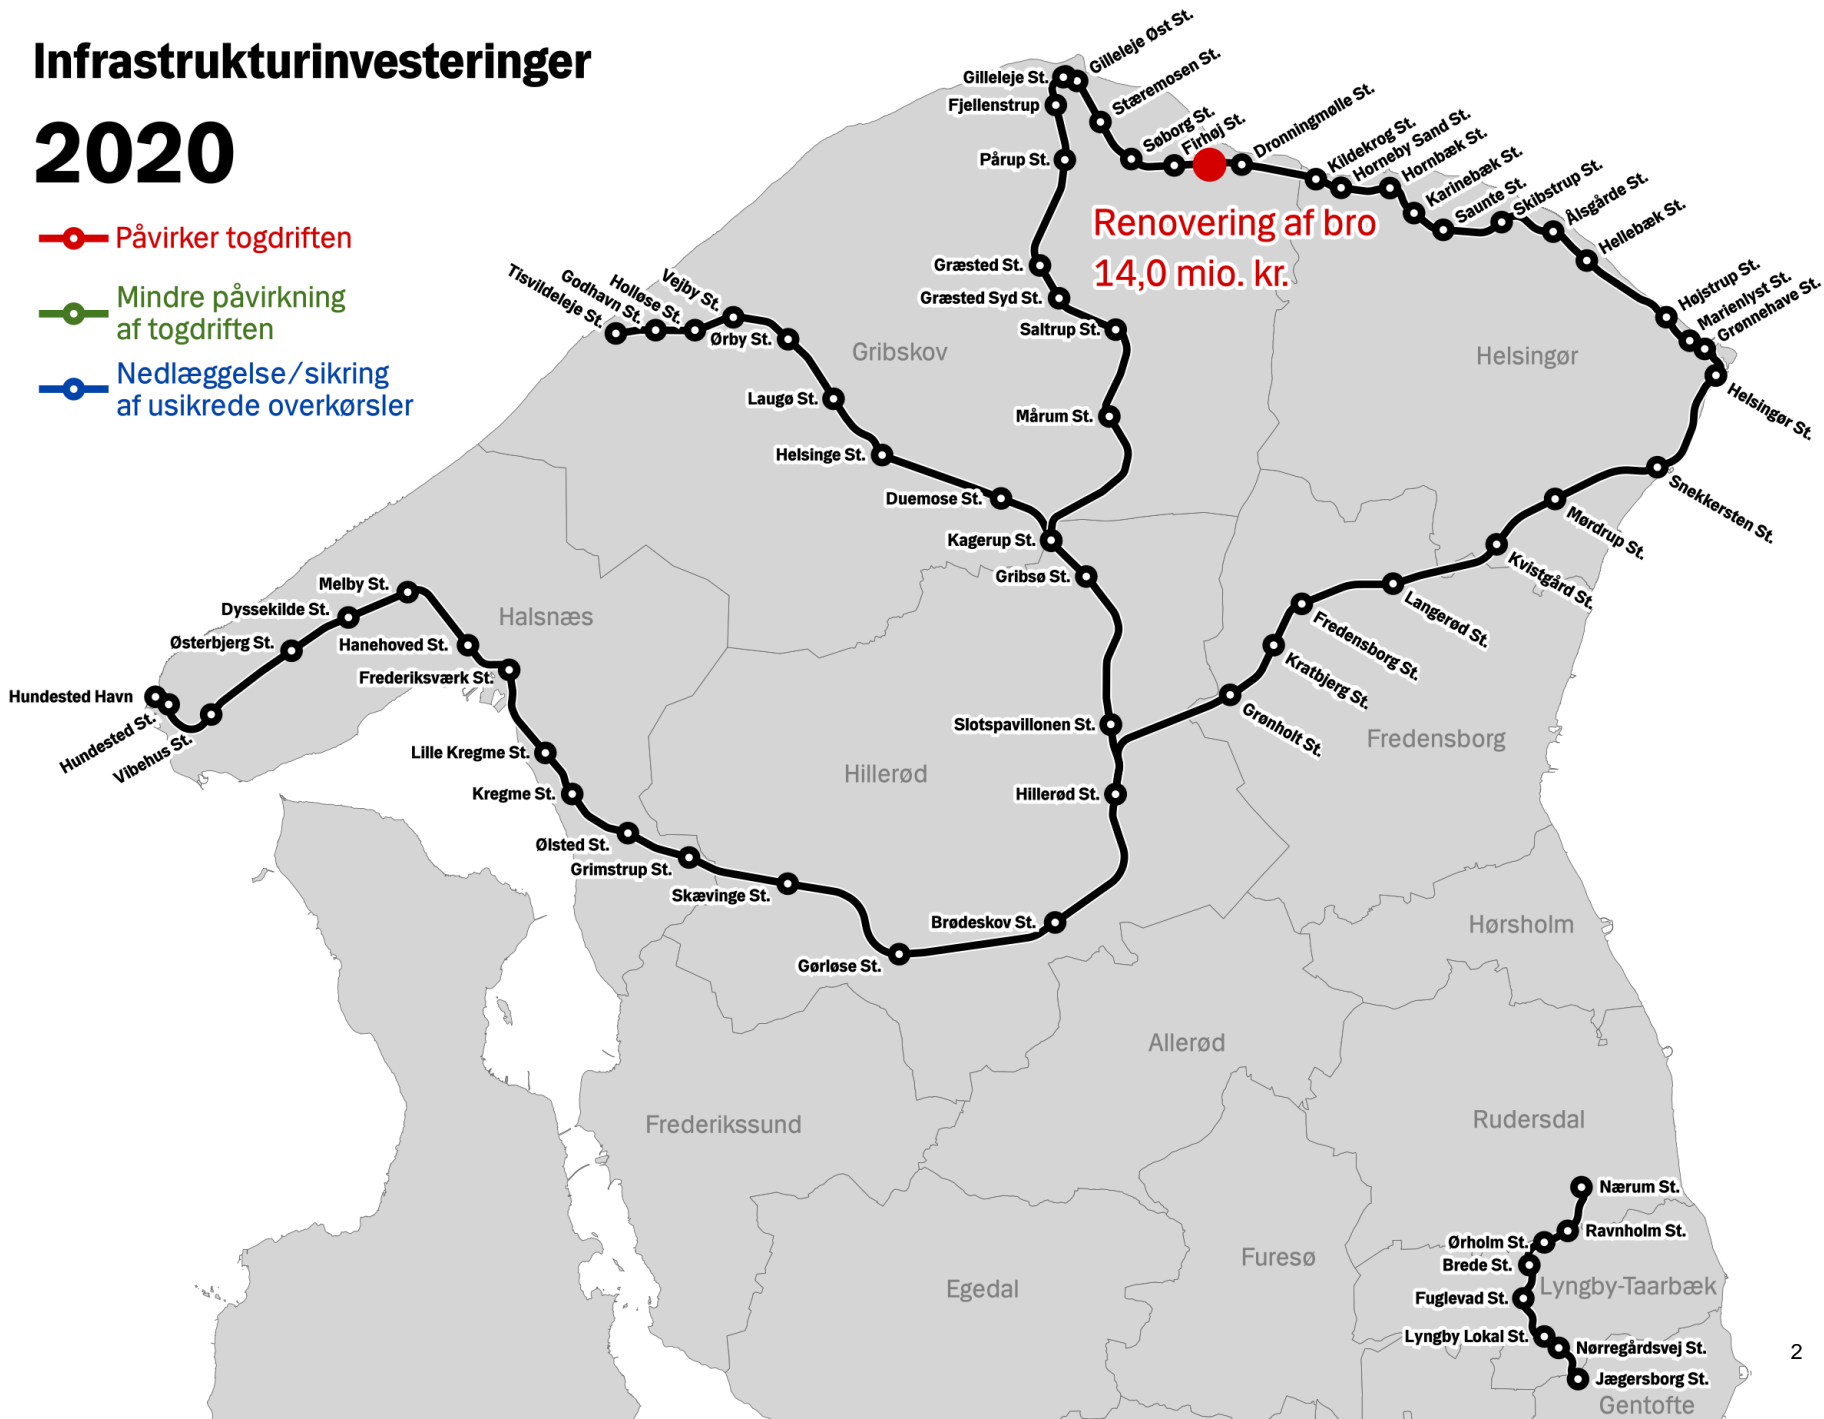 Infrastrukturinvesteringer
2020
Påvirker togdriften
Mindre påvirkning
af togdriften
Nedlæggelse/sikring
af usikrede overkørsler
Gilleleje St.
Gilleleje Øst St.
Fjellenstrup
Stæremosen St.
Pårup St.
Søborg St.
Firhøj St.
Dronningmølle St.
Kildekrog St.
Horneby Sand St.
Hornbæk St.
Karinebæk St.
Saunte St.
Skibstrup St.
Ålsgårde St.
Hellebæk St.
Højstrup St.
Marienlyst St.
Grønnehave St.
Helsingør St.
Renovering af bro
14,0 mio. kr.
Græsted St.
Græsted Syd St.
Saltrup St.
Mårum St.
Tisvildeleje St.
Godhavn St.
Holløse St.
Vejby St.
Ørby St.
Laugø St.
Helsinge St.
Duemose St.
Kagerup St.
Gribsø St.
Gribskov
Helsingør
Snekkersten St.
Mørdrup St.
Kvistgård St.
Langerød St.
Fredensborg St.
Kratbjerg St.
Grønholt St.
Fredensborg
Melby St.
Dyssekilde St.
Østerbjerg St.
Hanehoved St.
Frederiksværk St.
Halsnæs
Hundested Havn
Hundested St.
Vibehus St.
Lille Kregme St.
Kregme St.
Ølsted St.
Grimstrup St.
Skævinge St.
Gørløse St.
Brødeskov St.
Hillerød St.
Slotspavillonen St.
Hillerød
Hørsholm
Allerød
Frederikssund
Rudersdal
Egedal
Furesø
Nærum St.
Ravnholm St.
Ørholm St.
Brede St.
Lyngby-Taarbæk
Fuglevad St.
Lyngby Lokal St.
Nørregårdsvej St.
Jægersborg St.
Gentofte
2